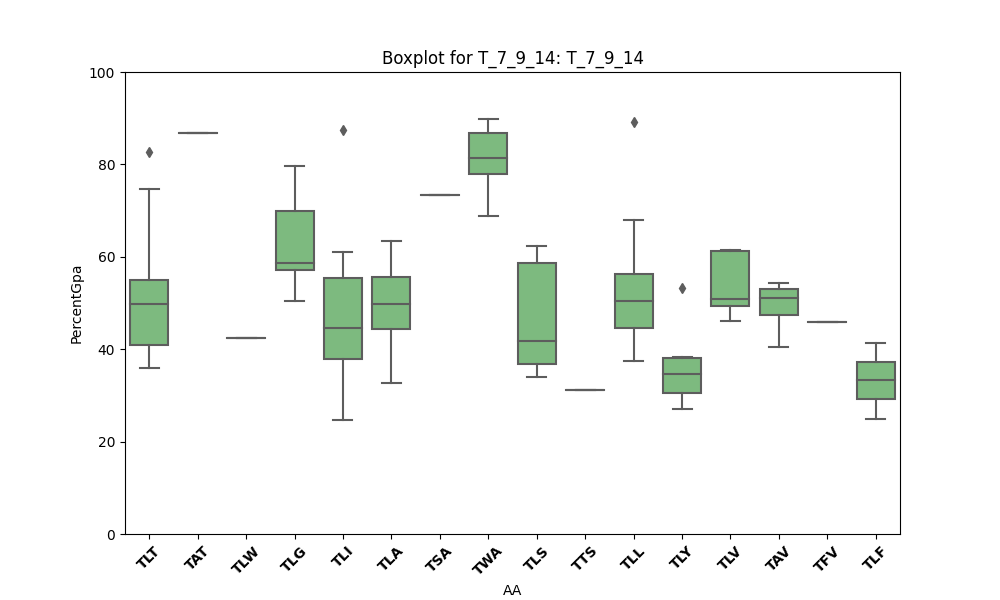 Boxplot for T_7_9_14: T_7_9_14
100
80
60
40
20
0
PercentGpa
TLT TAT TLW TLG TLI TLA TSA TWA TLS TTS TLL TLY TLV TAV TFV TLF
AA